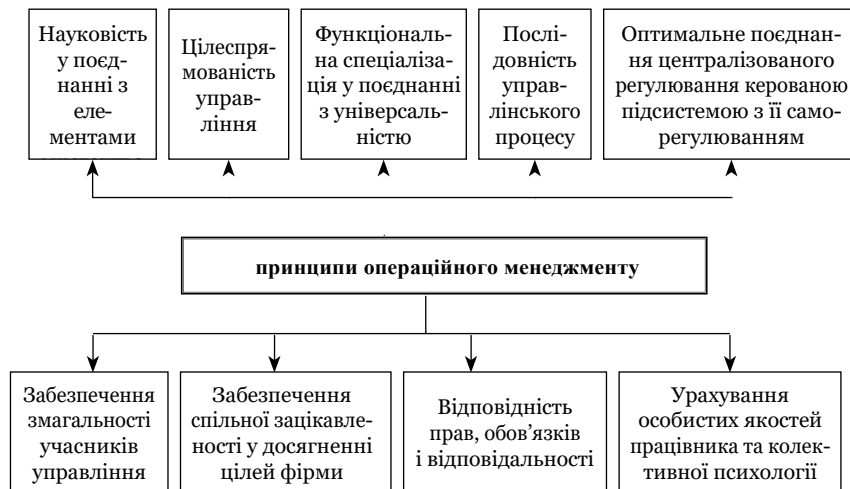 Науковість
у поєд-
нанні з
еле-
ментами
Цілеспря-
мованість
управ-
ління
Функціональ-
на спеціаліза-
ція у поєднанні
з універсаль-
ністю
Послі-
довність
управ-
лінського
процесу
Оптимальне поєднан-
ня централізованого
регулювання керованою
підсистемою з її само-
регулюванням
принципи операційного менеджменту
Забезпечення
змагальності
учасників
управління
Забезпечення
спільної зацікавле-
ності у досягненні
цілей фірми
Відповідність
прав, обов’язків
і відповідальності
Урахування
особистих якостей
працівника та колек-
тивної психології